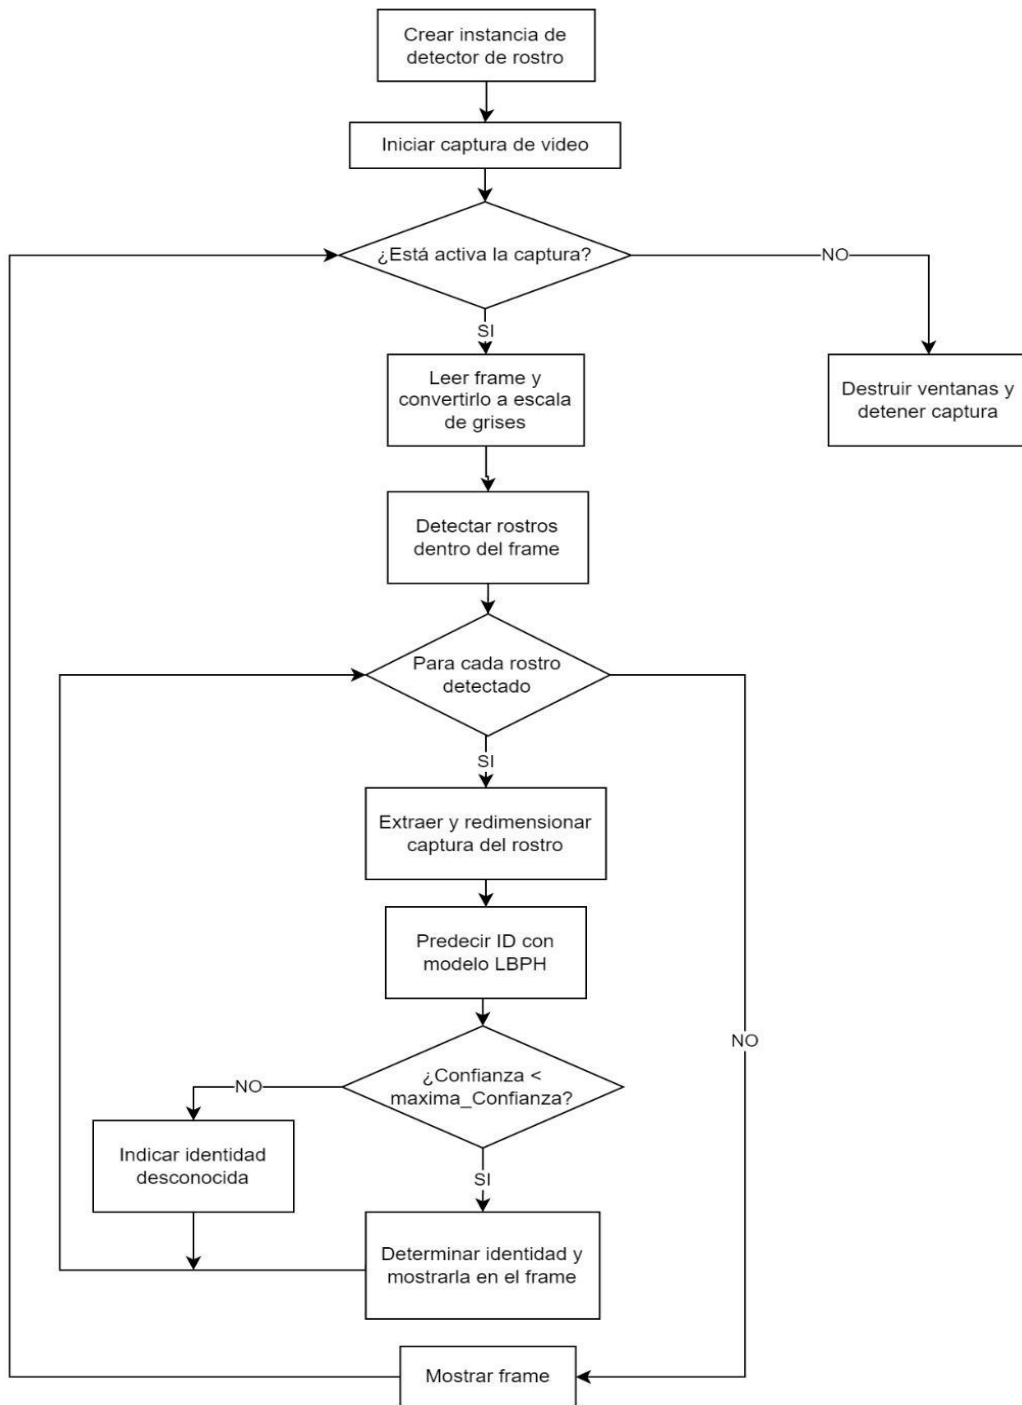 Crear instancia de
detector de rostro
Iniciar captura de video
¿Está activa la captura?
NO
SI
Leer frame y
convertirlo a escala
de grises
Destruir ventanas y
detener captura
Detectar rostros
dentro del frame
Para cada rostro
detectado
SI
Extraer y redimensionar
captura del rostro
Predecir ID con
modelo LBPH
NO
¿Confianza <
maxima_Confianza?
NO
Indicar identidad
desconocida
SI
Determinar identidad y
mostrarla en el frame
Mostrar frame